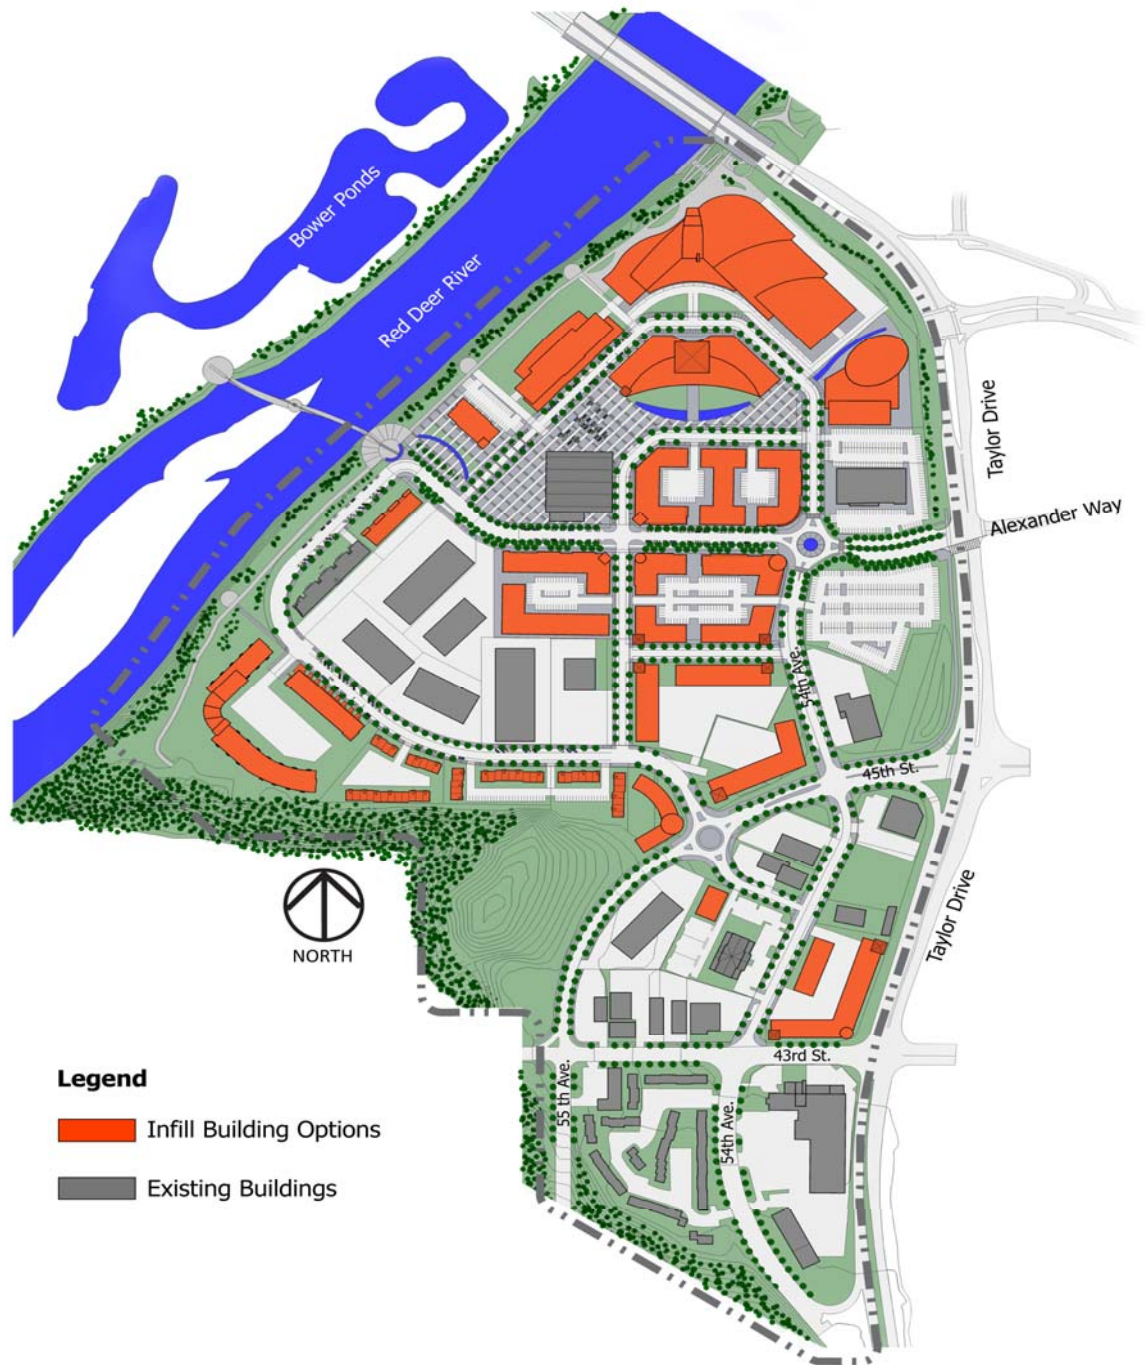 Bower Ponds
Red Deer River
Taylor Drive
Alexander Way
54th Ave.
45th St.
Taylor Drive
NORTH
43rd St.
55 th Ave.
54th Ave.
Legend
Infill Building Options
Existing Buildings